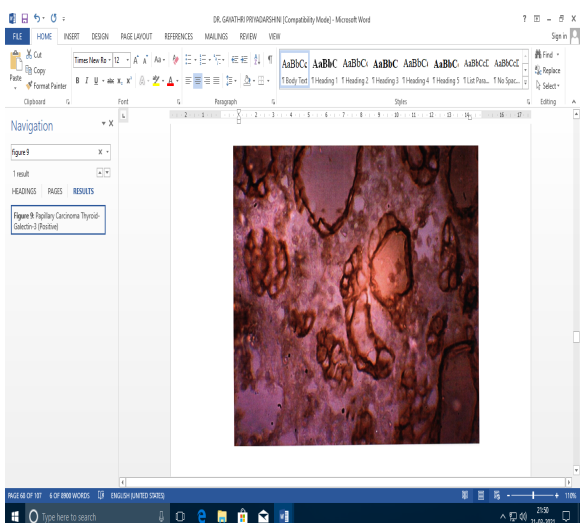 DR. GAVATHRI PRIYADARSHINI [Compatibility Mode] - Microsoft Word
Sign in
FILE HOME INSERT DESIGN PAGE LAYOUT REFERENCES MAILINGS REVIEW VIEW
Cut
Copy
Format Painter
Paste
Clipboard
Times New Ro 12
Font
Paragraph
AaBbCc AaBbC AaBbCc AaBbC AaBbCc AaBbC AaBbCcI AaBbCcI
¶ Body Text ¶ Heading 1 ¶ Heading 2 ¶ Heading 3 ¶ Heading 4 ¶ Heading 5 ¶ List Para... ¶ No Spac...
Styles
Find
Replace
Select
Editing
Navigation
figure 9
1 result
HEADINGS PAGES RESULTS
Figure 9: Papillary Carcinoma Thyroid-
Galectin-3 (Positive)
PAGE 60 OF 107 6 OF 8900 WORDS ENGLISH (UNITED STATES)
110%
Type here to search
21:50